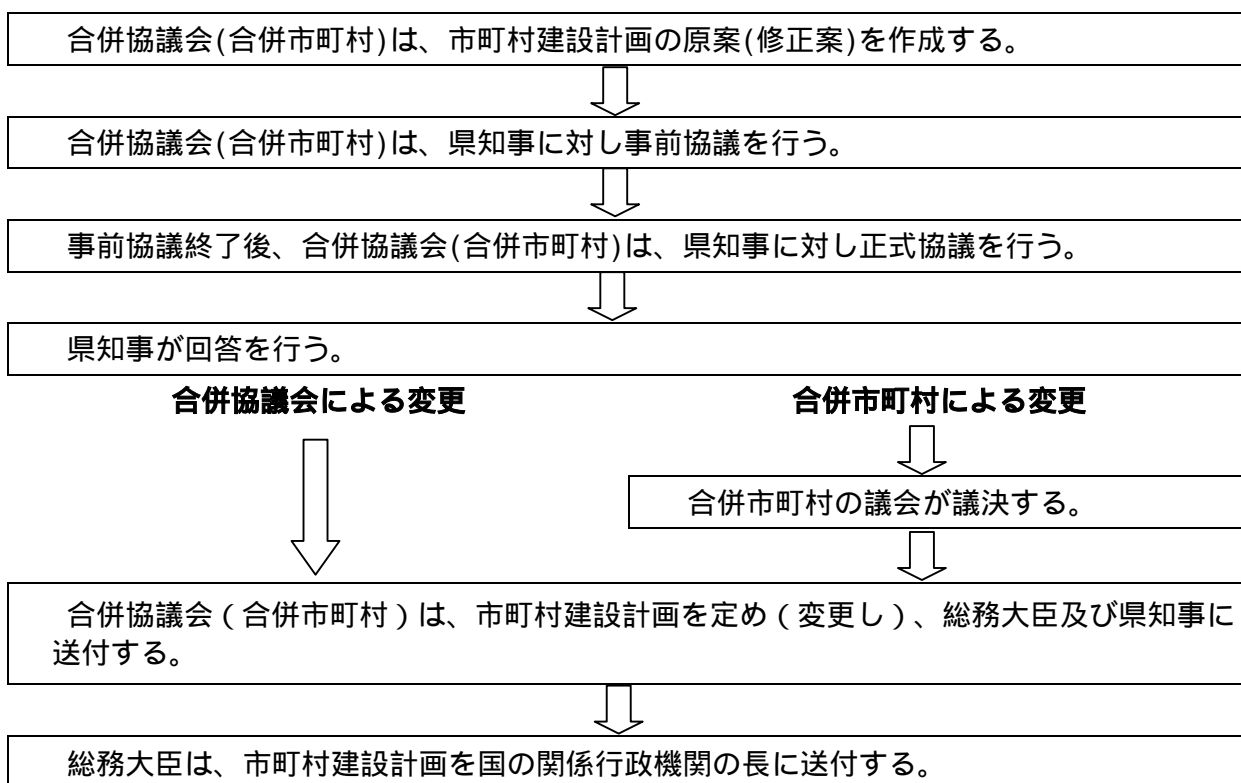 合併協議会(合併市町村)は、市町村建設計画の原案(修正案)を作成する。
合併協議会(合併市町村)は、県知事に対し事前協議を行う。
事前協議終了後、合併協議会(合併市町村)は、県知事に対し正式協議を行う。
県知事が回答を行う。
合併協議会による変更
合併市町村による変更
合併市町村の議会が議決する。
合併協議会（合併市町村）は、市町村建設計画を定め（変更し）、総務大臣及び県知事に
送付する。
総務大臣は、市町村建設計画を国の関係行政機関の長に送付する。